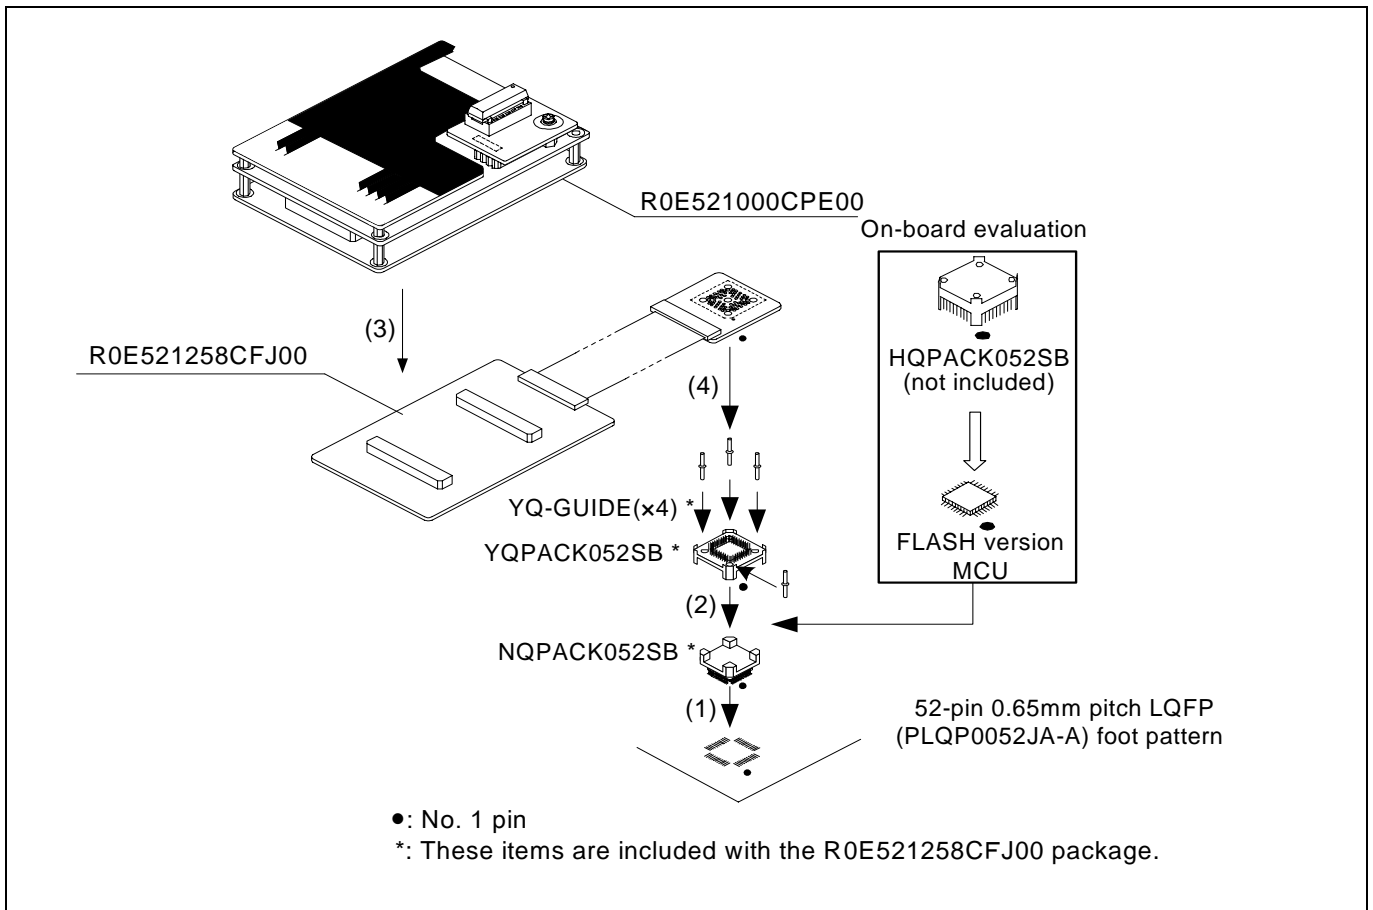 R0E521000CPE00
On-board evaluation
(3)
R0E521258CFJ00
HQPACK052SB
(not included)
(4)
YQ-GUIDE(×4) *
FLASH version
MCU
YQPACK052SB *
(2)
NQPACK052SB *
(1)
52-pin 0.65mm pitch LQFP
(PLQP0052JA-A) foot pattern
●: No. 1 pin
*: These items are included with the R0E521258CFJ00 package.